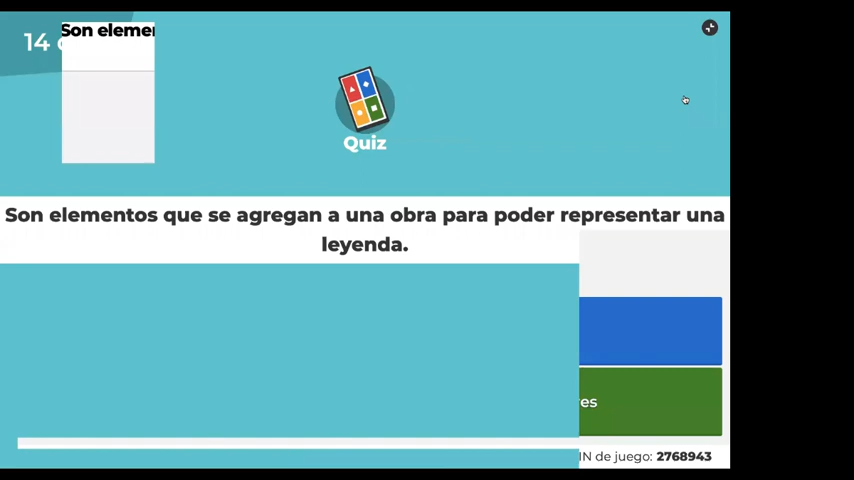 14
Son eleme
Quiz
Son elementos que se agregan a una obra para poder representar una
leyenda.
es
IN de juego: 2768943